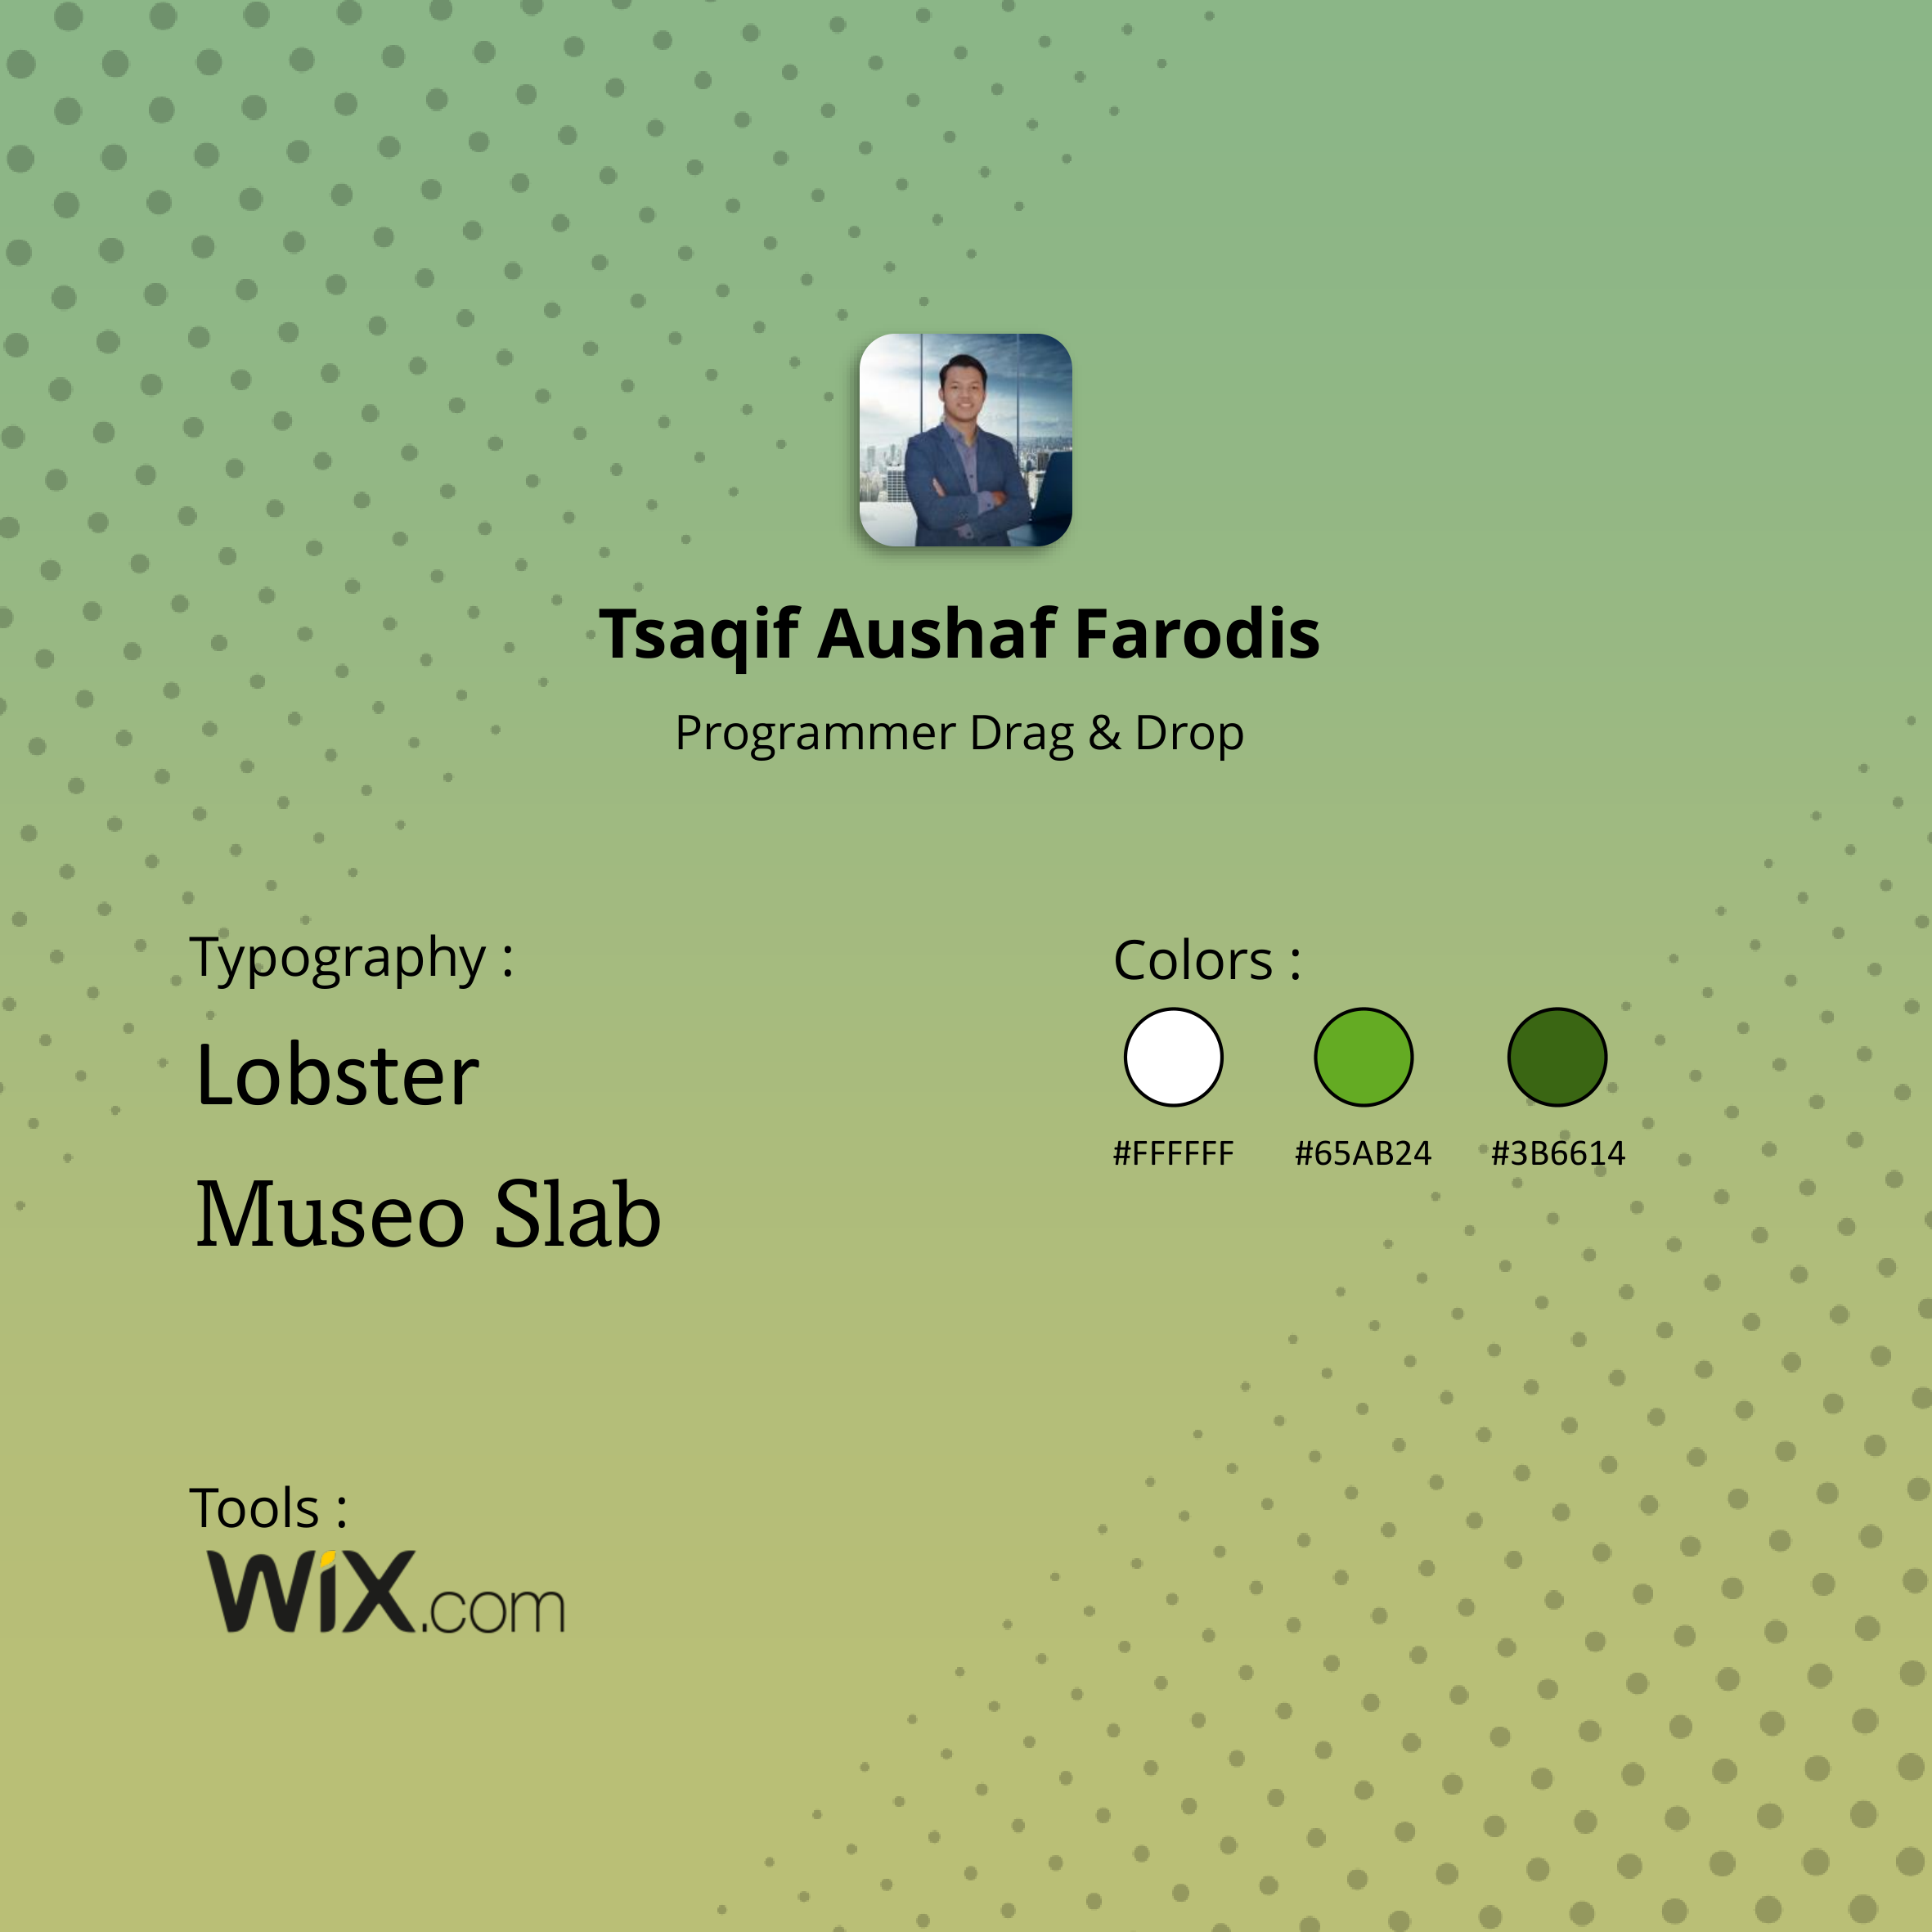 Tsaqif Aushaf Farodis
Programmer Drag & Drop
Typography :
Lobster
Museo Slab
Colors :
#FFFFFF #65AB24 #3B6614
Tools :
WiX.com